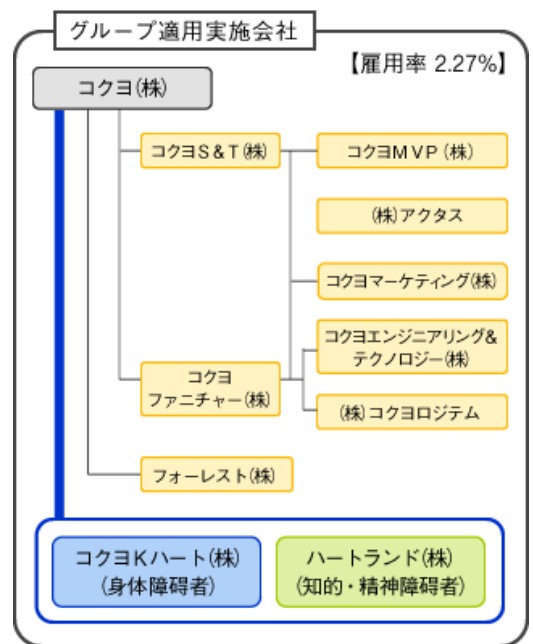 グループ適用実施会社
【雇用率 2.27%】
コクヨ(株)
コクヨS&T(株)
コクヨMVP(株)
(株)アクタス
コクヨマーケティング(株)
コクヨエンジニアリング&
テクノロジー(株)
コクヨ
ファニチャー(株)
(株)コクヨロジテム
フォーレスト(株)
コクヨKハート(株)
(身体障碍者)
ハートランド(株)
(知的・精神障碍者)